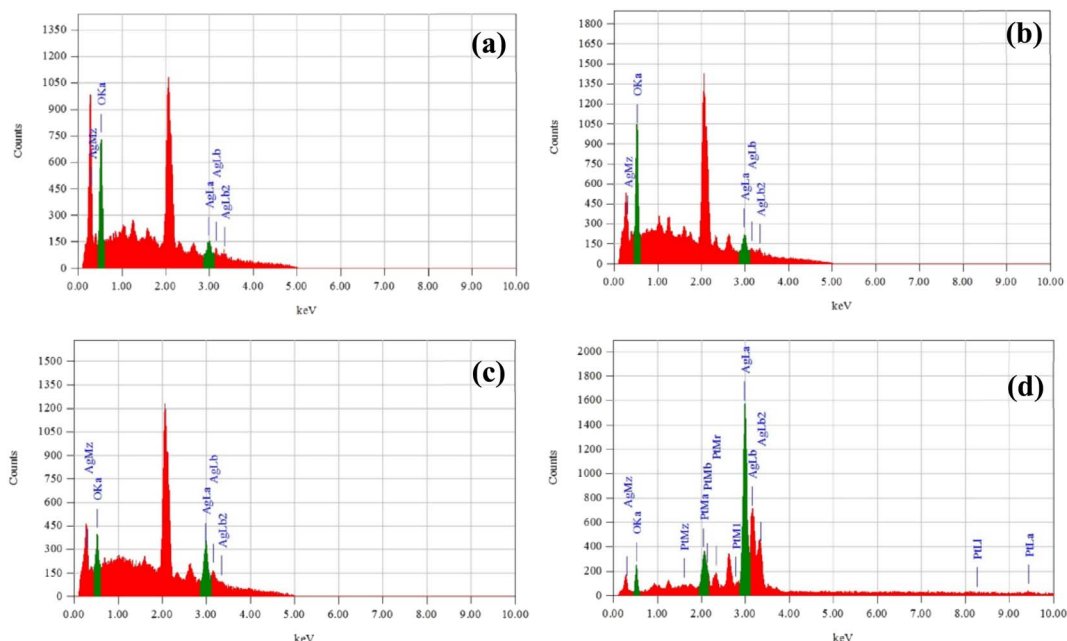 (a)
Counts
1350
1200
1050
900
750
600
450
300
150
0
AgMz
OKa
AgLa
AgLb
AgLb2
0.00 1.00 2.00 3.00 4.00 5.00 6.00 7.00 8.00 9.00 10.00
keV
(b)
Counts
1800
1650
1500
1350
1200
1050
900
750
600
450
300
150
0
AgMz
OKa
AgLa
AgLb
AgLb2
0.00 1.00 2.00 3.00 4.00 5.00 6.00 7.00 8.00 9.00 10.00
keV
(c)
Counts
1500
1350
1200
1050
900
750
600
450
300
150
0
AgMz
OKa
AgLa
AgLb
AgLb2
0.00 1.00 2.00 3.00 4.00 5.00 6.00 7.00 8.00 9.00 10.00
keV
(d)
Counts
2000
1800
1600
1400
1200
1000
800
600
400
200
0
AgMz
OKa
PtMz
PtMa
PtMb
PtMr
PtM1
AgLa
AgLb
AgLb2
PtLl
PtLa
0.00 1.00 2.00 3.00 4.00 5.00 6.00 7.00 8.00 9.00 10.00
keV